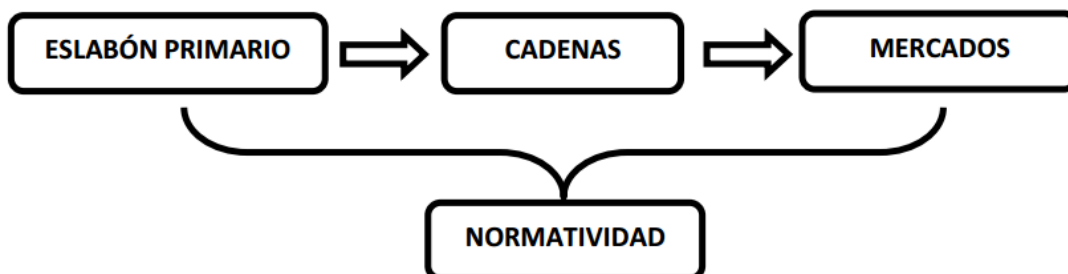 ESLABÓN PRIMARIO
CADENAS
MERCADOS
NORMATIVIDAD